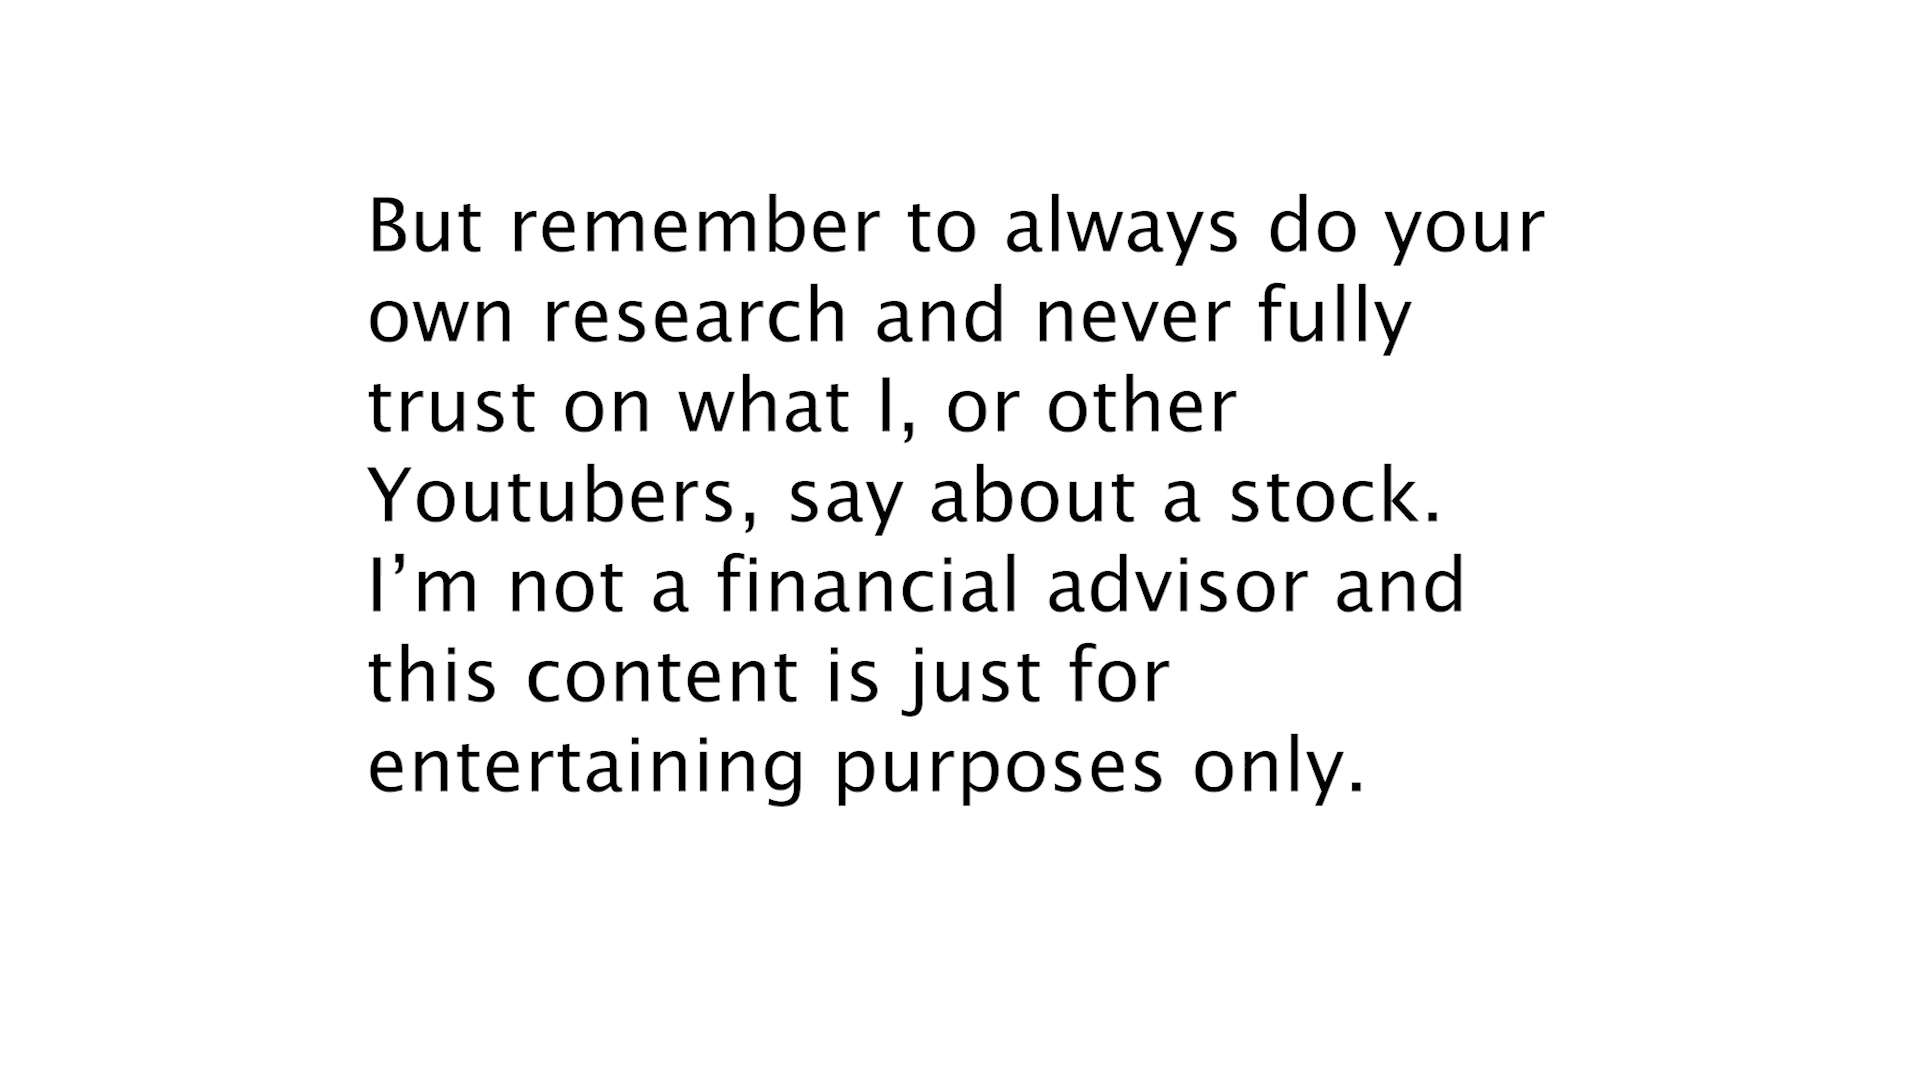 But remember to always do your
own research and never fully
trust on what I, or other
Youtubers, say about a stock.
I’m not a financial advisor and
this content is just for
entertaining purposes only.